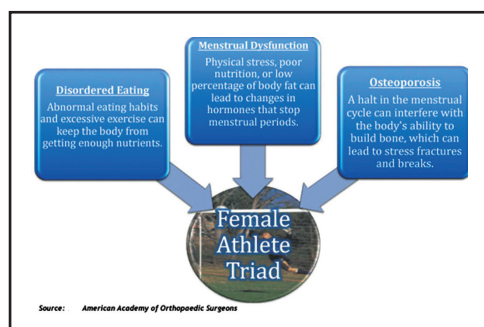 Disordered Eating
Abnormal eating habits
and excessive exercise can
keep the body from
getting enough nutrients.
Menstrual Dysfunction
Physical stress, poor
nutrition, or low
percentage of body fat can
lead to changes in
hormones that stop
menstrual periods.
Osteoporosis
A halt in the menstrual
cycle can interfere with
the body's ability to
build bone, which can
lead to stress fractures
and breaks.
Female
Athlete
Triad
Source: American Academy of Orthopaedic Surgeons